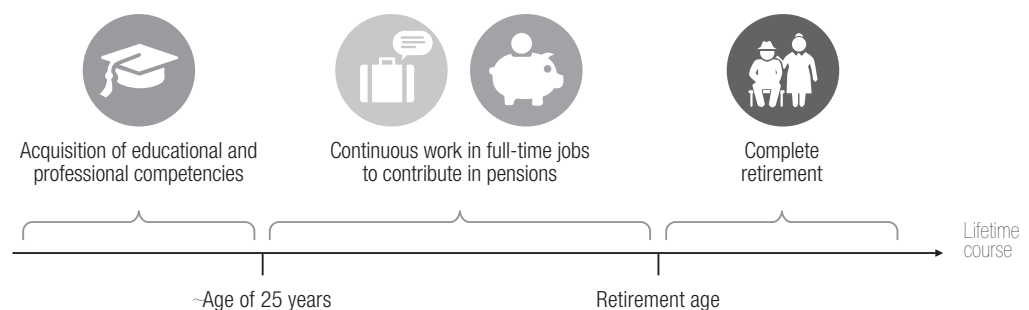 Acquisition of educational and
professional competencies
Continuous work in full-time jobs
to contribute in pensions
Complete
retirement
Lifetime
course
~Age of 25 years
Retirement age